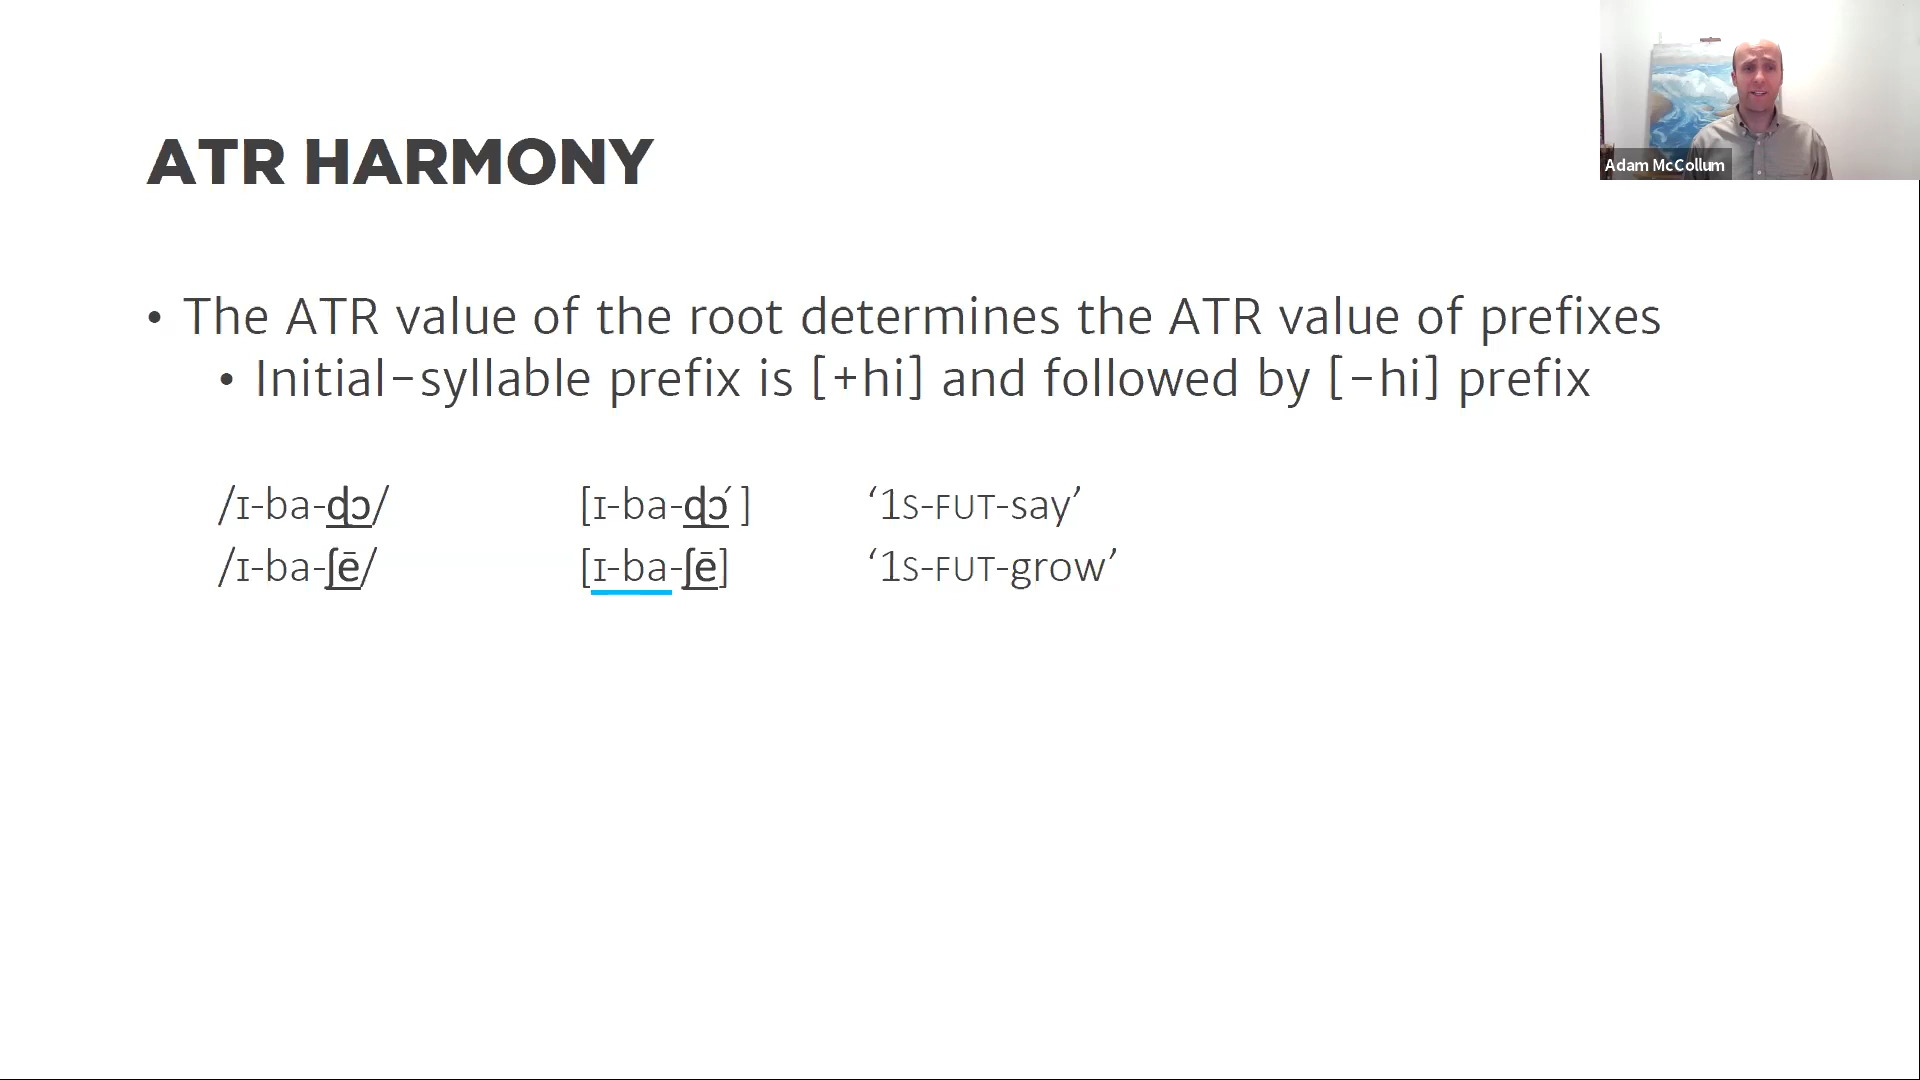 Adam McCollum
ATR HARMONY
• The ATR value of the root determines the ATR value of prefixes
• Initial-syllable prefix is [+hi] and followed by [-hi] prefix
/ɪ-ba-ɖɔ/ [ɪ-ba-ɖɔ́] ‘1S-FUT-say’
/ɪ-ba-ʃē/ [ɪ-ba-ʃē] ‘1S-FUT-grow’